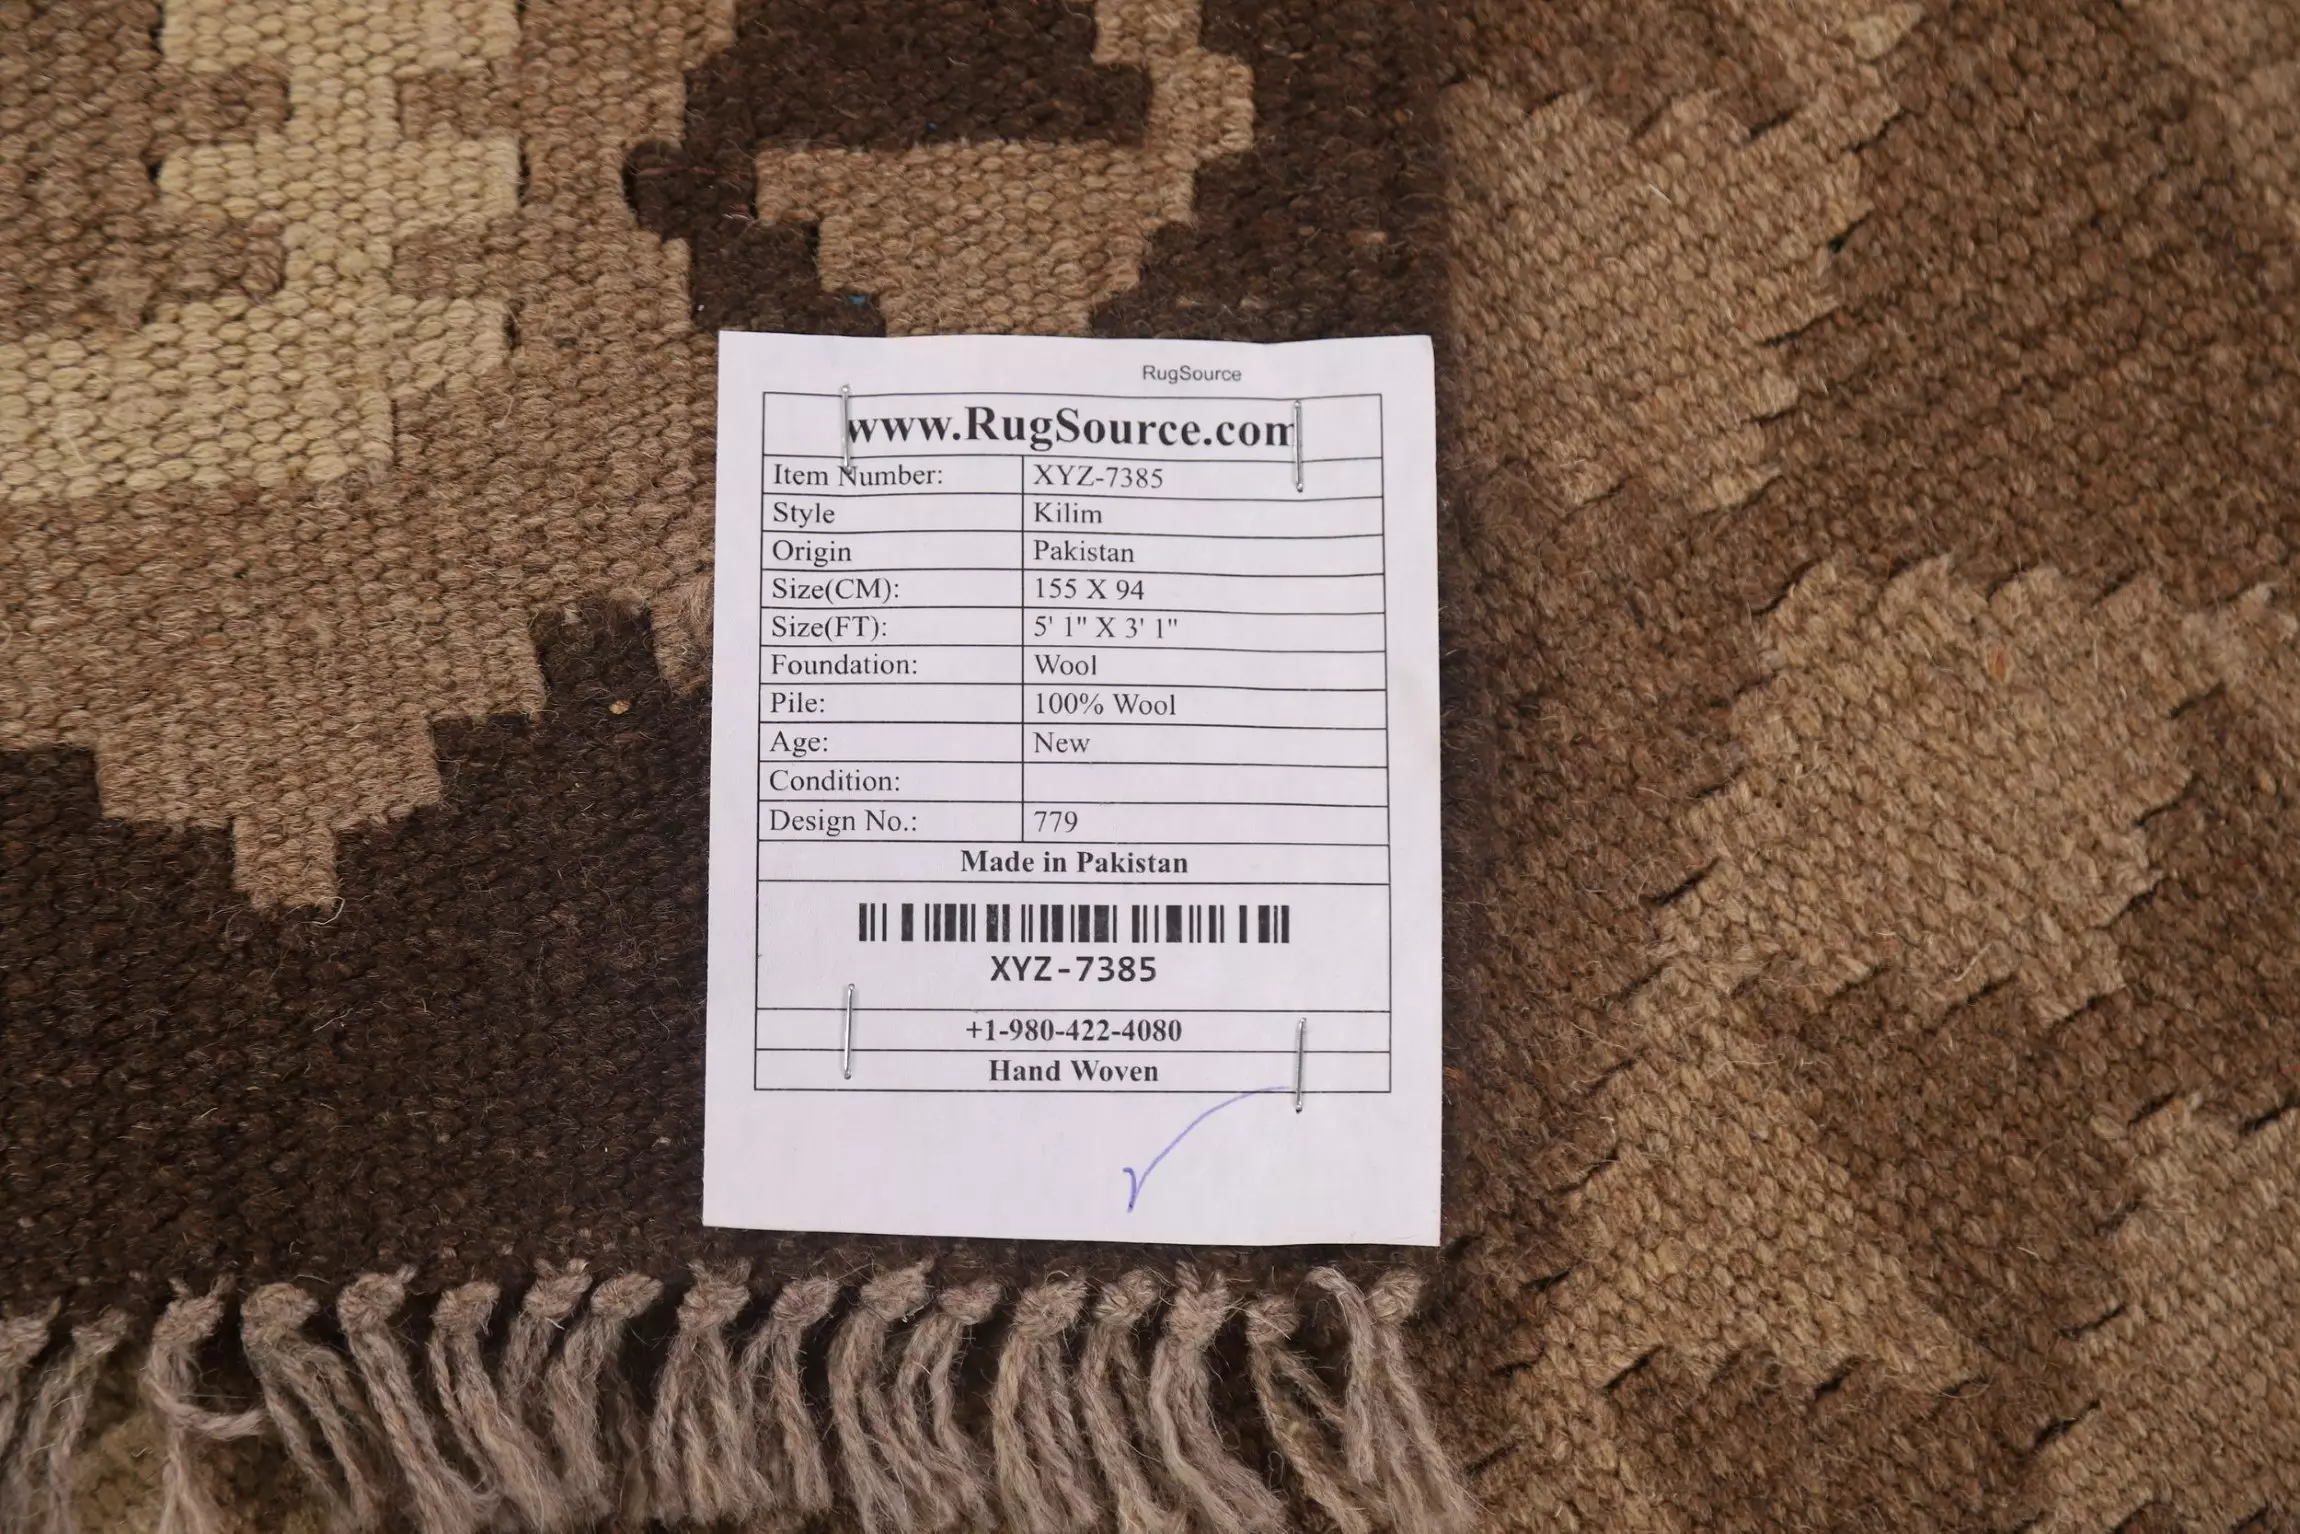 RugSource
www.RugSource.com
Item Number: XYZ-7385
Style Kilim
Origin Pakistan
Size(CM): 155 X 94
Size(FT): 5' 1" X 3' 1"
Foundation: Wool
Pile: 100% Wool
Age: New
Condition:
Design No.: 779
Made in Pakistan
XYZ-7385
+1-980-422-4080
Hand Woven